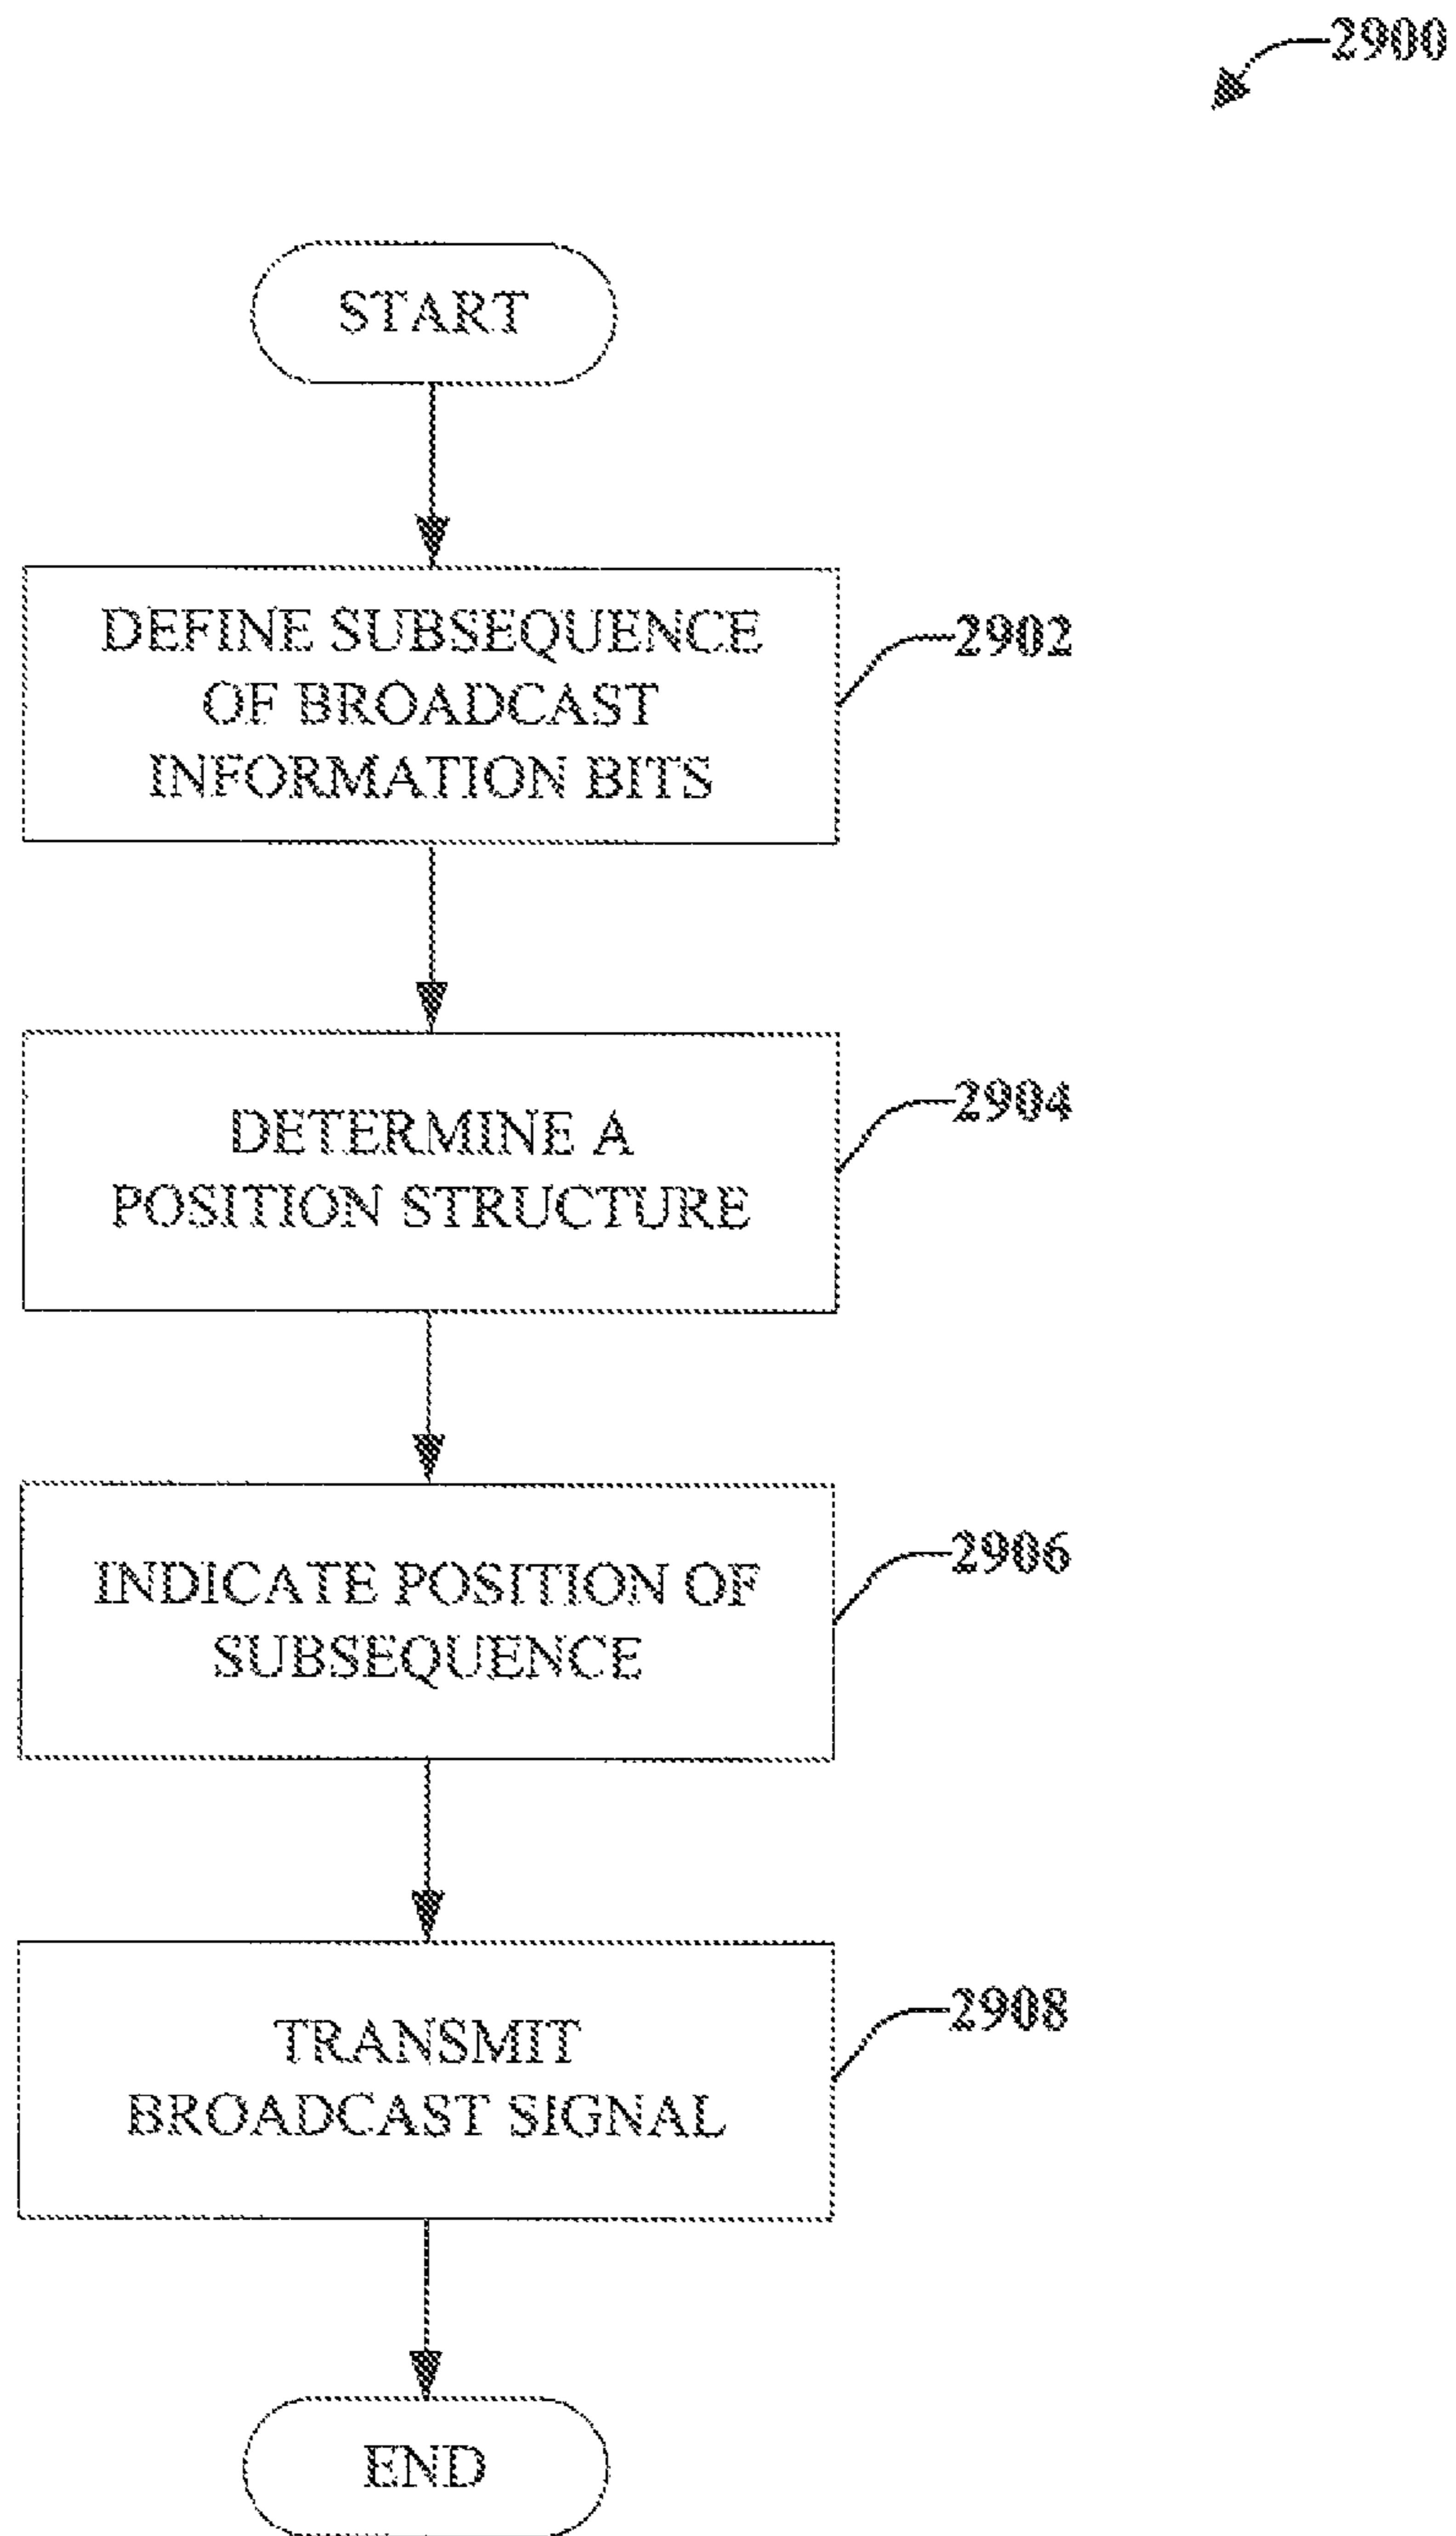 2900
START
DEFINE SUBSEQUENCE
OF BROADCAST
INFORMATION BITS
2902
DETERMINE A
POSITION STRUCTURE
2904
INDICATE POSITION OF
SUBSEQUENCE
2906
TRANSMIT
BROADCAST SIGNAL
2908
END